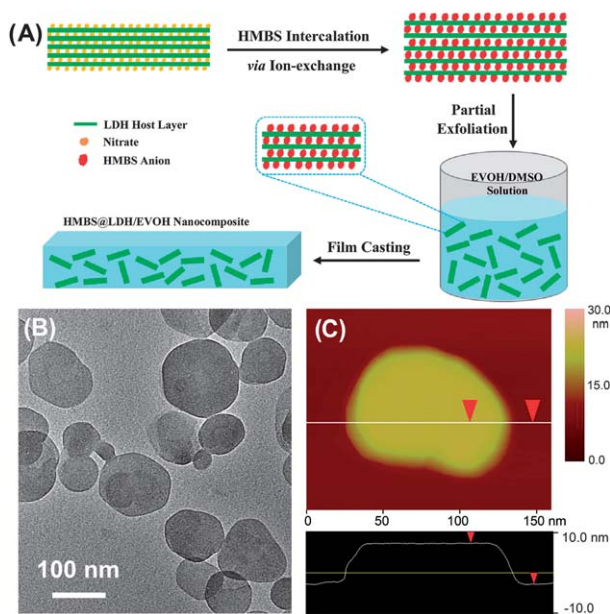 (A)
HMBS Intercalation
via Ion-exchange
Partial
Exfoliation
LDH Host Layer
Nitrate
HMBS Anion
EVOH/DMSO
Solution
HMBS@LDH/EVOH Nanocomposite
Film Casting
(B)
100 nm
(C)
30.0
nm
15.0
0.0
0 50 100 150 nm
10.0 nm
-10.0